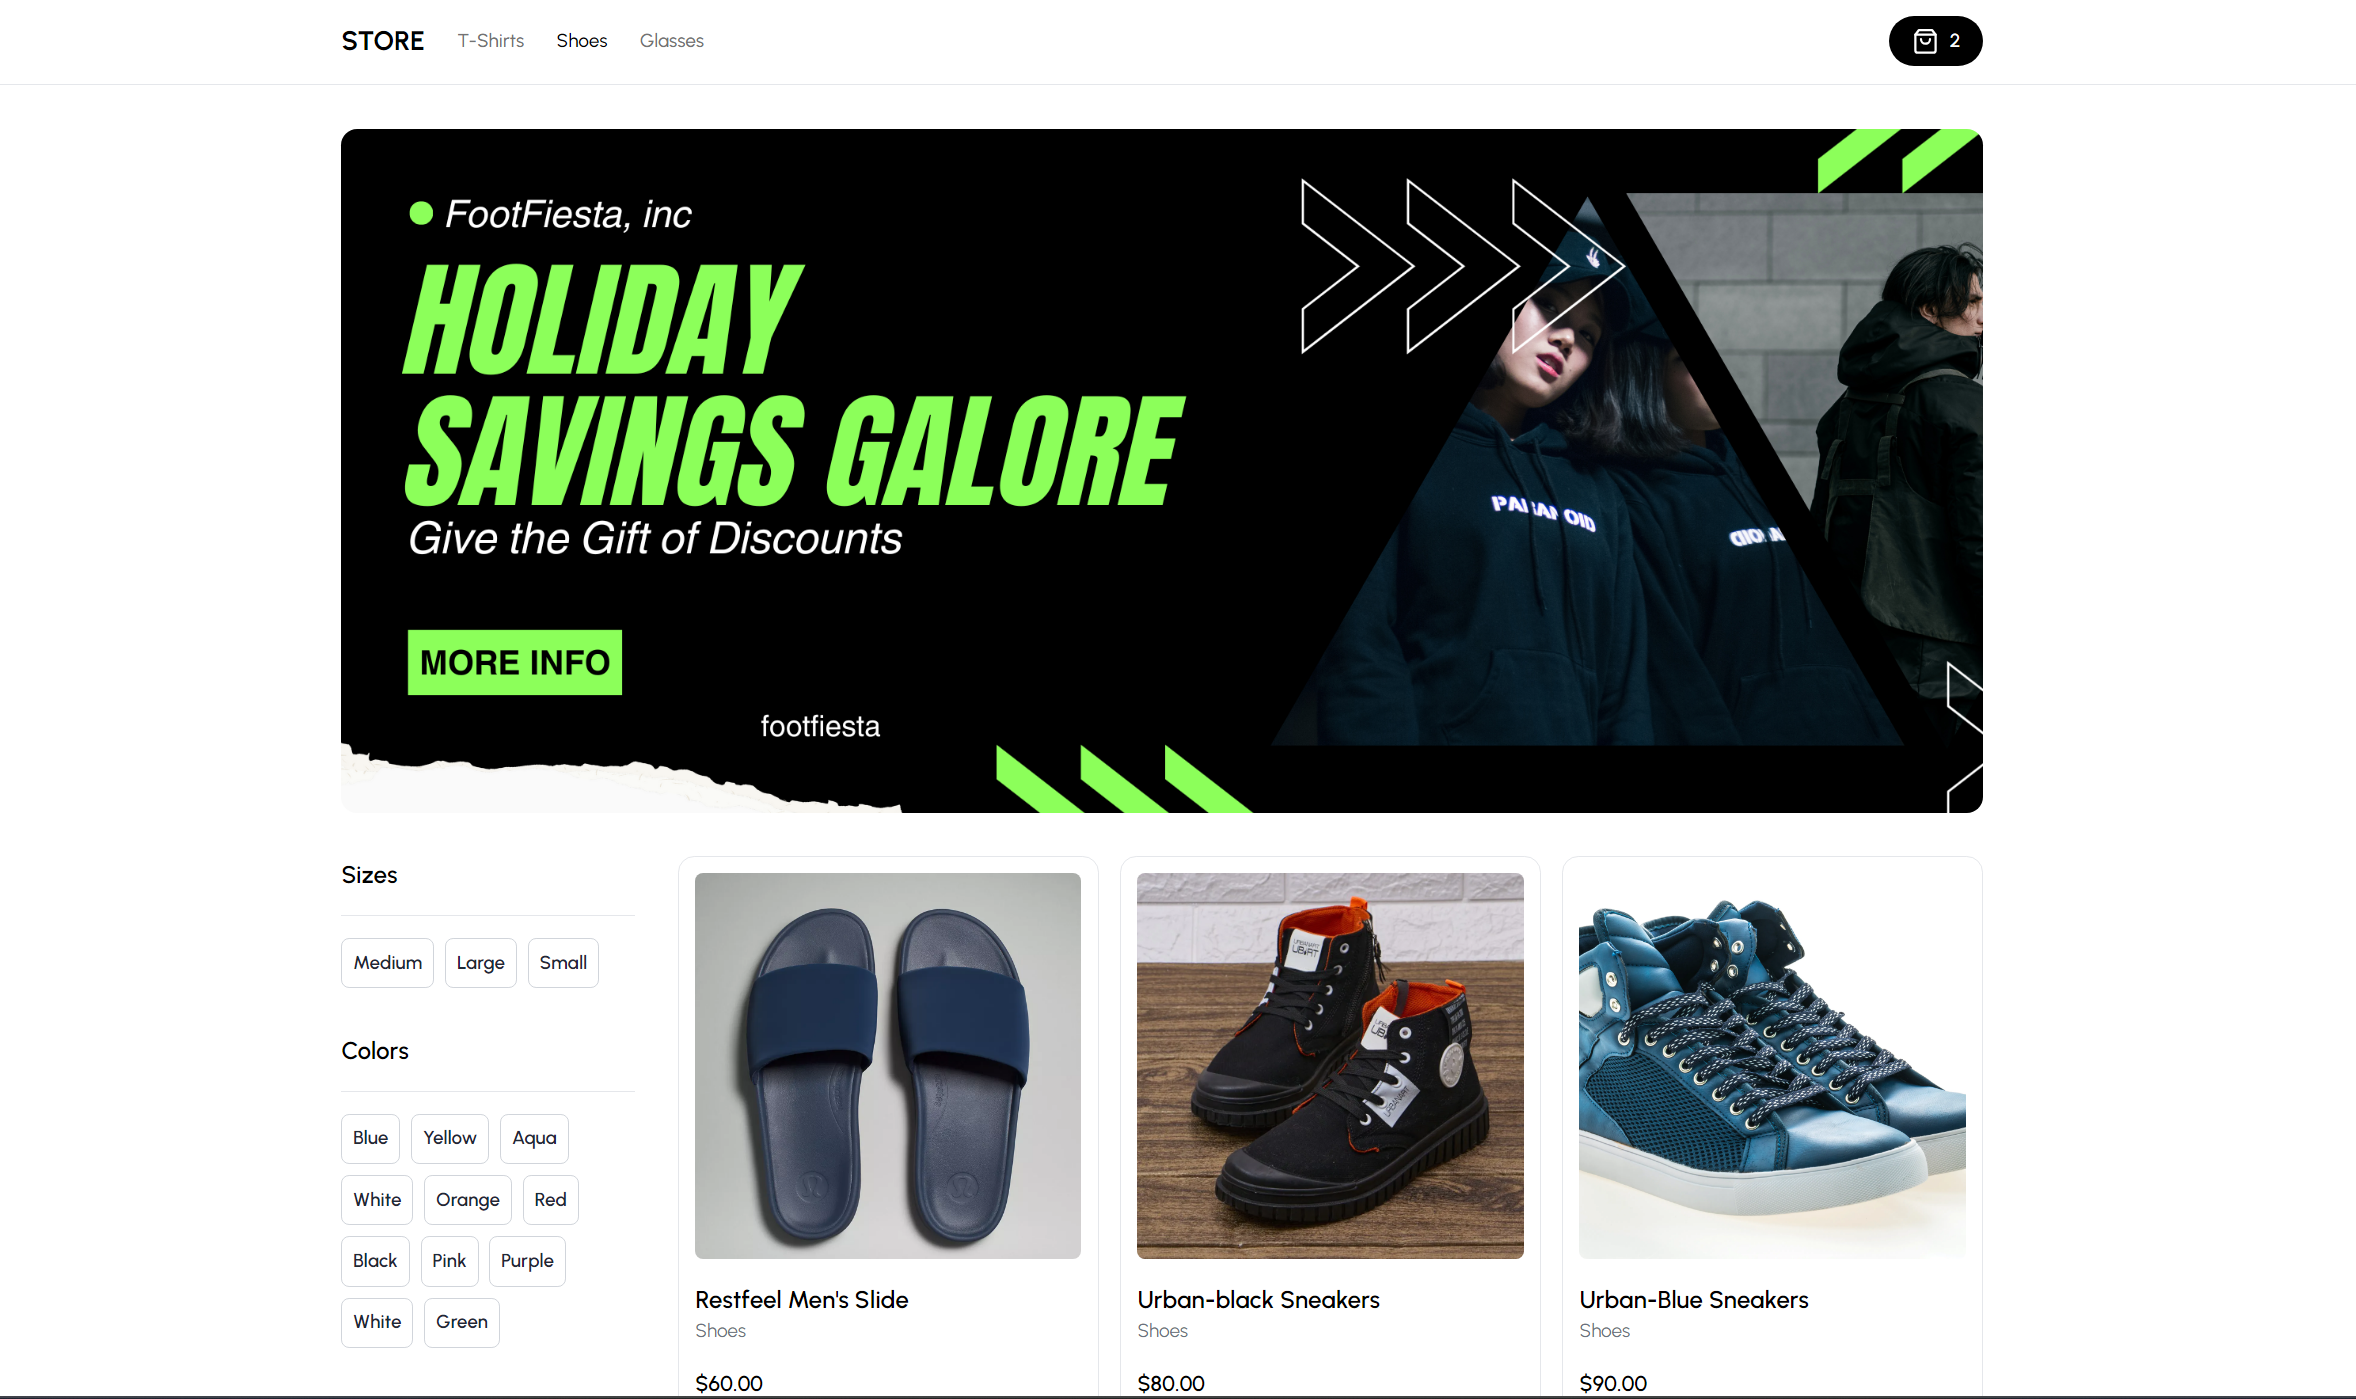 STORE T-Shirts Shoes Glasses 2
FootFiesta, inc
HOLIDAY
SAVINGS GALORE
Give the Gift of Discounts
MORE INFO
footfiesta
PARANOID
Sizes
Medium Large Small
Colors
Blue Yellow Aqua
White Orange Red
Black Pink Purple
White Green
Restfeel Men's Slide
Shoes
$60.00
Urban-black Sneakers
Shoes
$80.00
Urban-Blue Sneakers
Shoes
$90.00